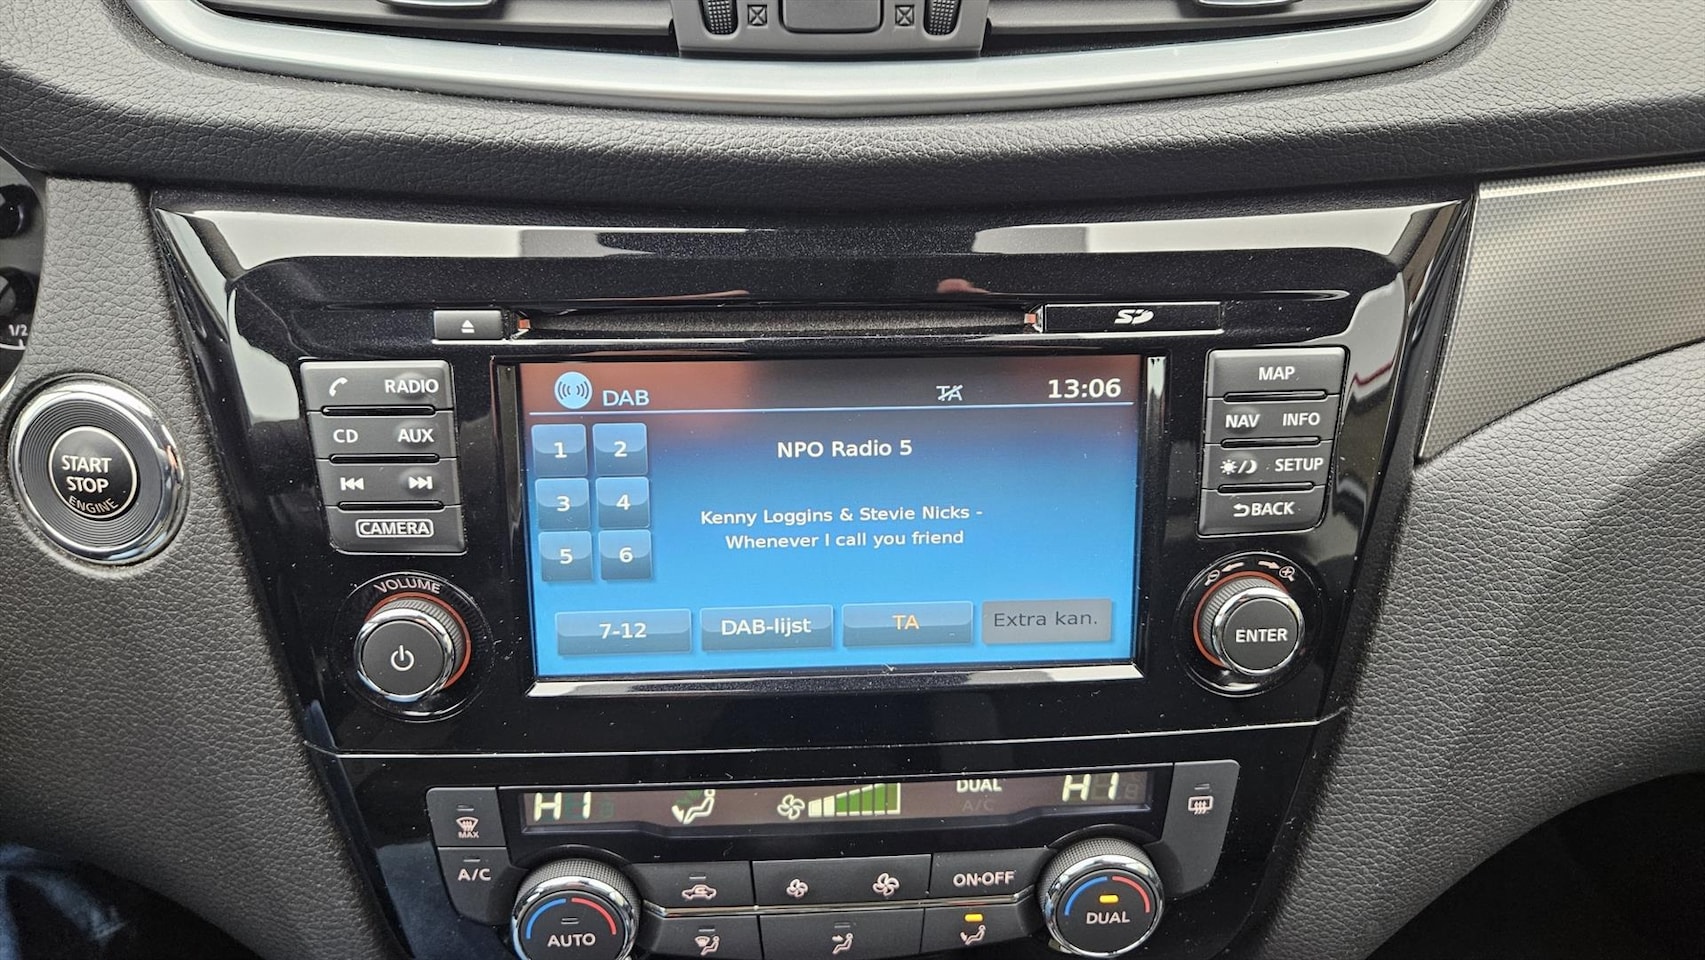 1/2
START
STOP
ENGINE
RADIO
CD AUX
CAMERA
VOLUME
SD
DAB TA 13:06
1 2
3 4
5 6
NPO Radio 5
Kenny Loggins & Stevie Nicks -
Whenever I call you friend
7-12 DAB-lijst TA Extra kan.
MAP
NAV INFO
SETUP
BACK
ENTER
HI DUAL HI
A/C
MAX
A/C
ON·OFF
AUTO
DUAL